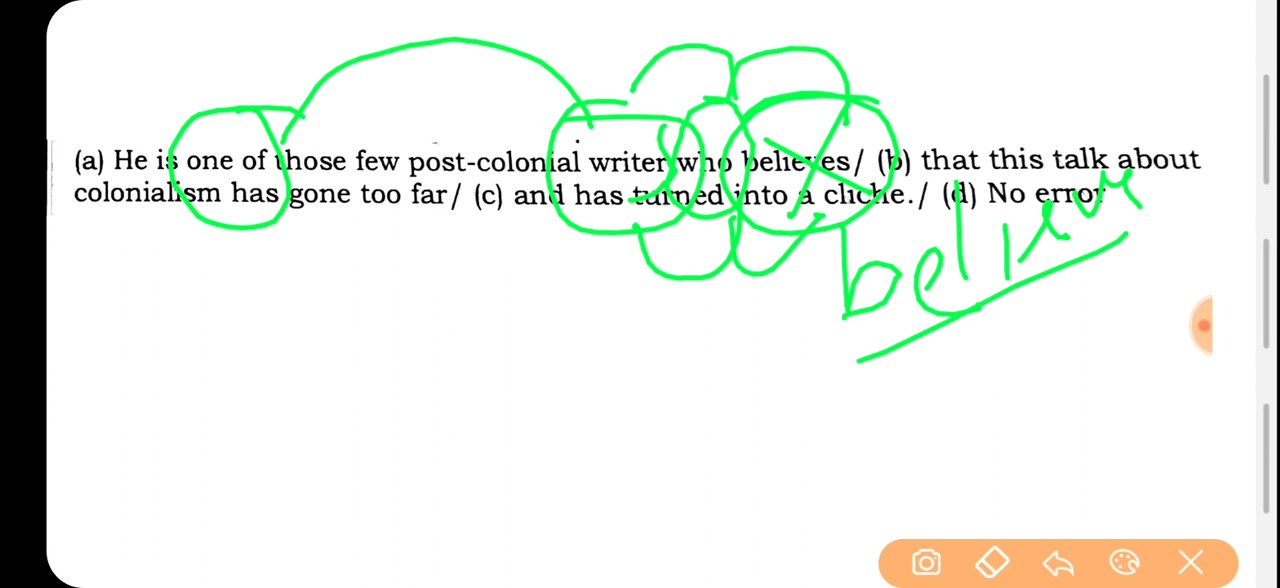 (a) He is one of those few post-colonial writers who believes/ (b) that this talk about
colonialism has gone too far/ (c) and has turned into a cliche./ (d) No error
believe